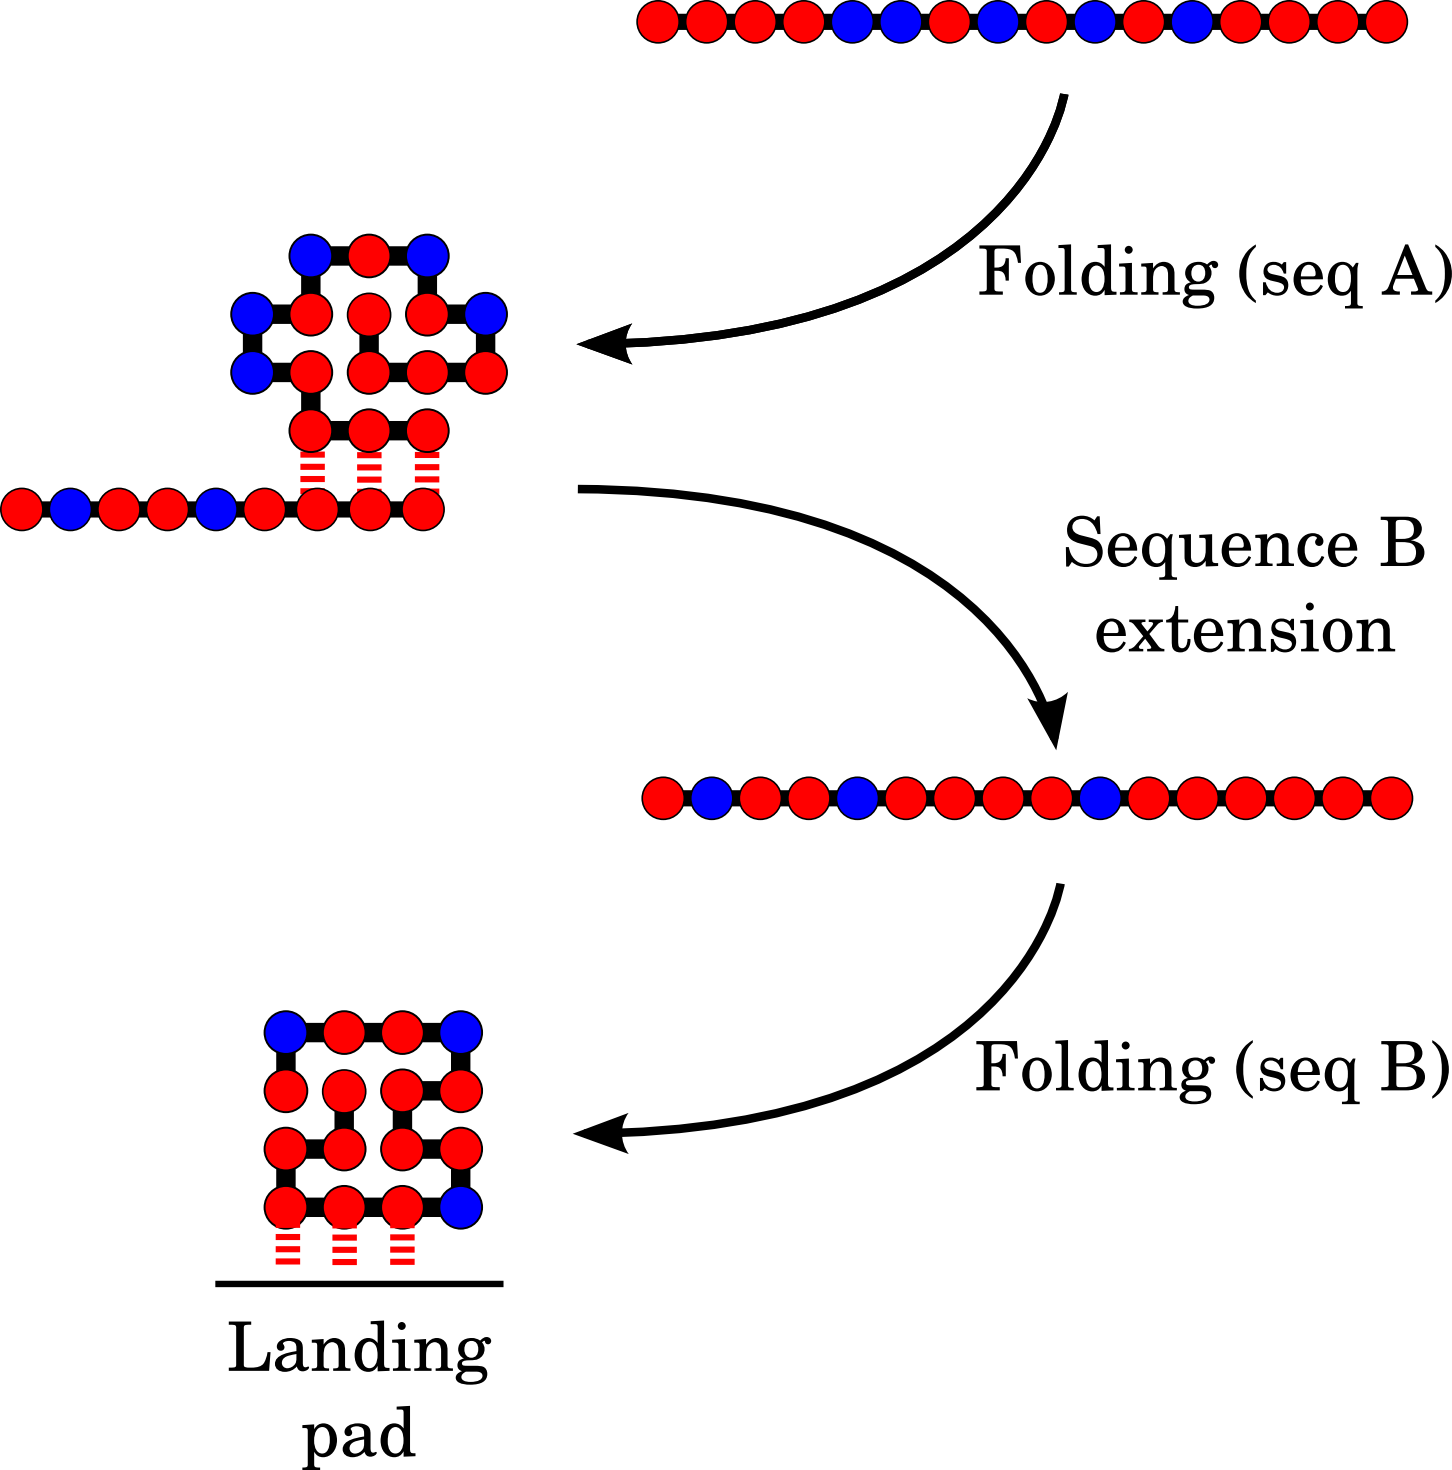 Folding (seq A)
Sequence B
extension
Folding (seq B)
Landing
pad